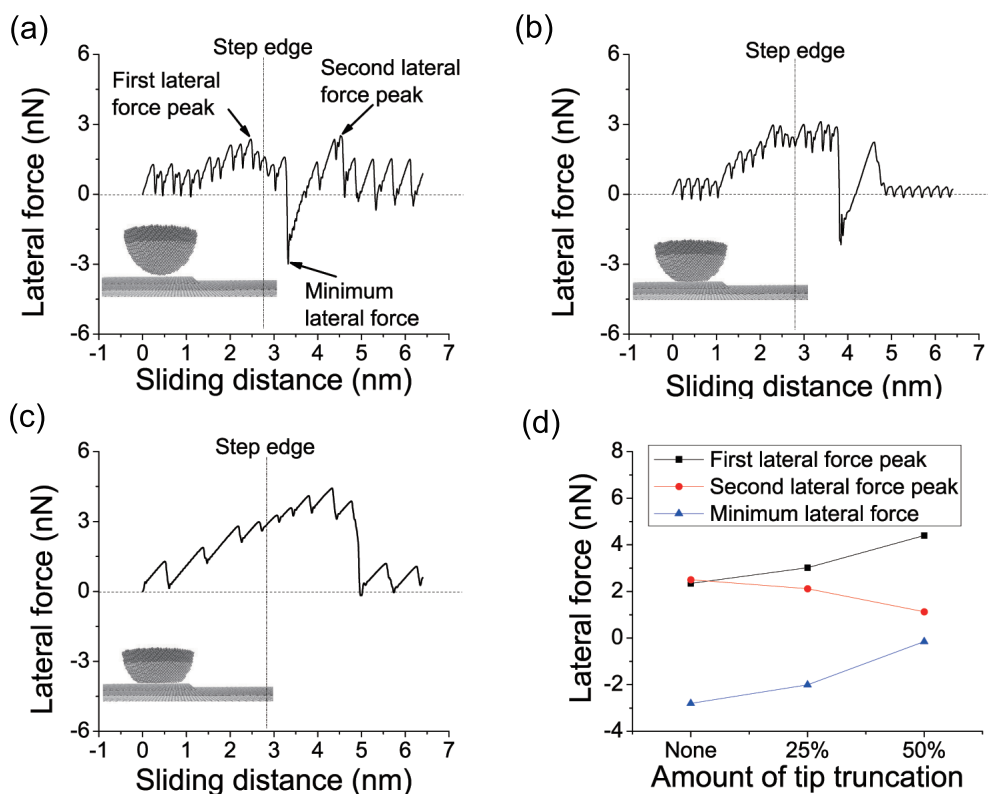 (a)
Step edge
First lateral
force peak
Second lateral
force peak
Minimum
lateral force
Lateral force (nN)
6
3
0
-3
-6
-1 0 1 2 3 4 5 6 7
Sliding distance (nm)
(b)
Step edge
Lateral force (nN)
6
3
0
-3
-6
-1 0 1 2 3 4 5 6 7
Sliding distance (nm)
(c)
Step edge
Lateral force (nN)
6
3
0
-3
-6
-1 0 1 2 3 4 5 6 7
Sliding distance (nm)
(d)
First lateral force peak
Second lateral force peak
Minimum lateral force
Lateral force (nN)
8
6
4
2
0
-2
-4
None 25% 50%
Amount of tip truncation